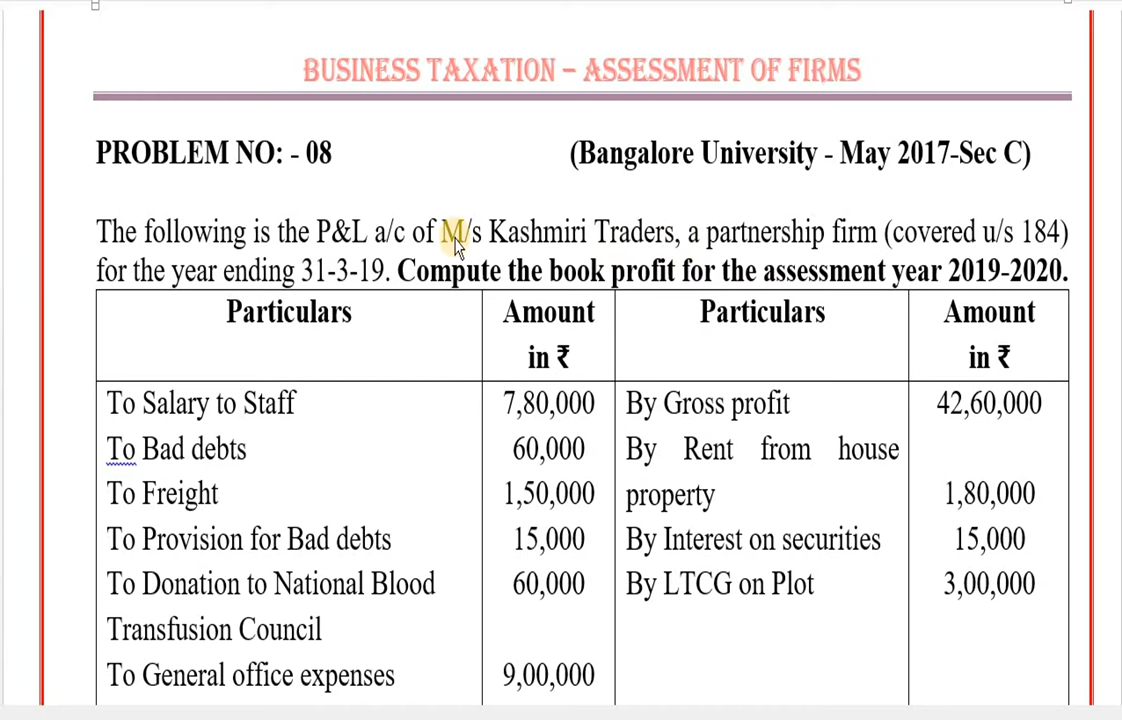 BUSINESS TAXATION – ASSESSMENT OF FIRMS
PROBLEM NO: - 08 (Bangalore University - May 2017-Sec C)
The following is the P&L a/c of M/s Kashmiri Traders, a partnership firm (covered u/s 184)
for the year ending 31-3-19. Compute the book profit for the assessment year 2019-2020.
Particulars Amount Particulars Amount
in ₹ in ₹
To Salary to Staff 7,80,000 By Gross profit 42,60,000
To Bad debts 60,000 By Rent from house
To Freight 1,50,000 property 1,80,000
To Provision for Bad debts 15,000 By Interest on securities 15,000
To Donation to National Blood 60,000 By LTCG on Plot 3,00,000
Transfusion Council
To General office expenses 9,00,000